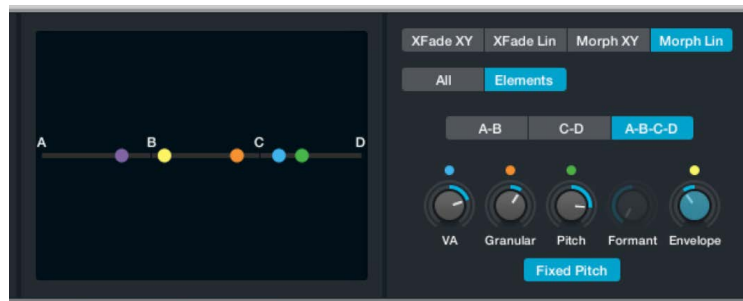 XFade XY XFade Lin Morph XY Morph Lin
All Elements
A B C D
A-B C-D A-B-C-D
VA Granular Pitch Formant Envelope
Fixed Pitch